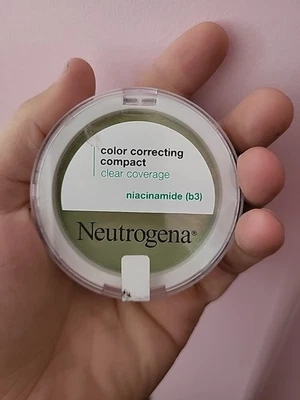 color correcting
compact
clear coverage
niacinamide (b3)
Neutrogena®